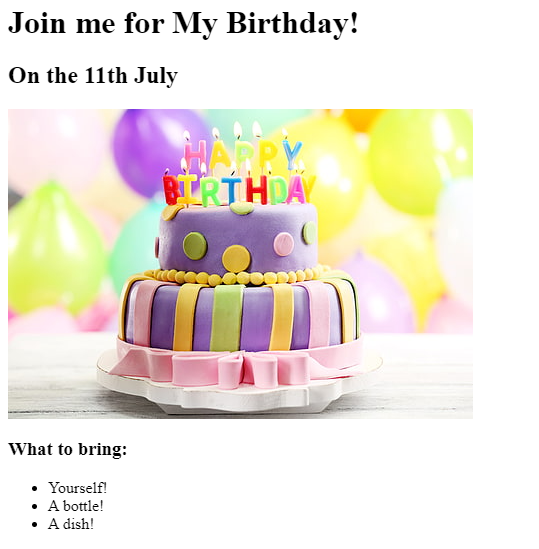 Join me for My Birthday!
On the 11th July
HAPPY
BIRTHDAY
What to bring:
Yourself!
A bottle!
A dish!